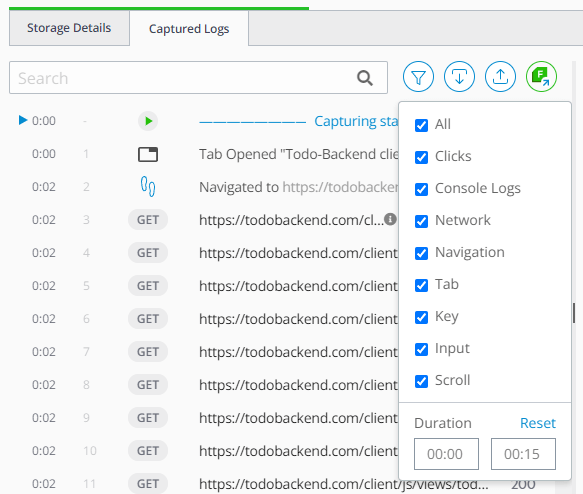 Storage Details Captured Logs
Search
F
0:00 - ———————— Capturing sta
0:00 1 Tab Opened "Todo-Backend clie
0:02 2 Navigated to https://todobacken
0:02 3 GET https://todobackend.com/cl...
0:02 4 GET https://todobackend.com/client
0:02 5 GET https://todobackend.com/client
0:02 6 GET https://todobackend.com/client
0:02 7 GET https://todobackend.com/client
0:02 8 GET https://todobackend.com/client
0:02 9 GET https://todobackend.com/client
0:02 10 GET https://todobackend.com/client
0:02 11 GET https://todobackend.com/client/js/views/tod... 200
All
Clicks
Console Logs
Network
Navigation
Tab
Key
Input
Scroll
Duration Reset
00:00 00:15